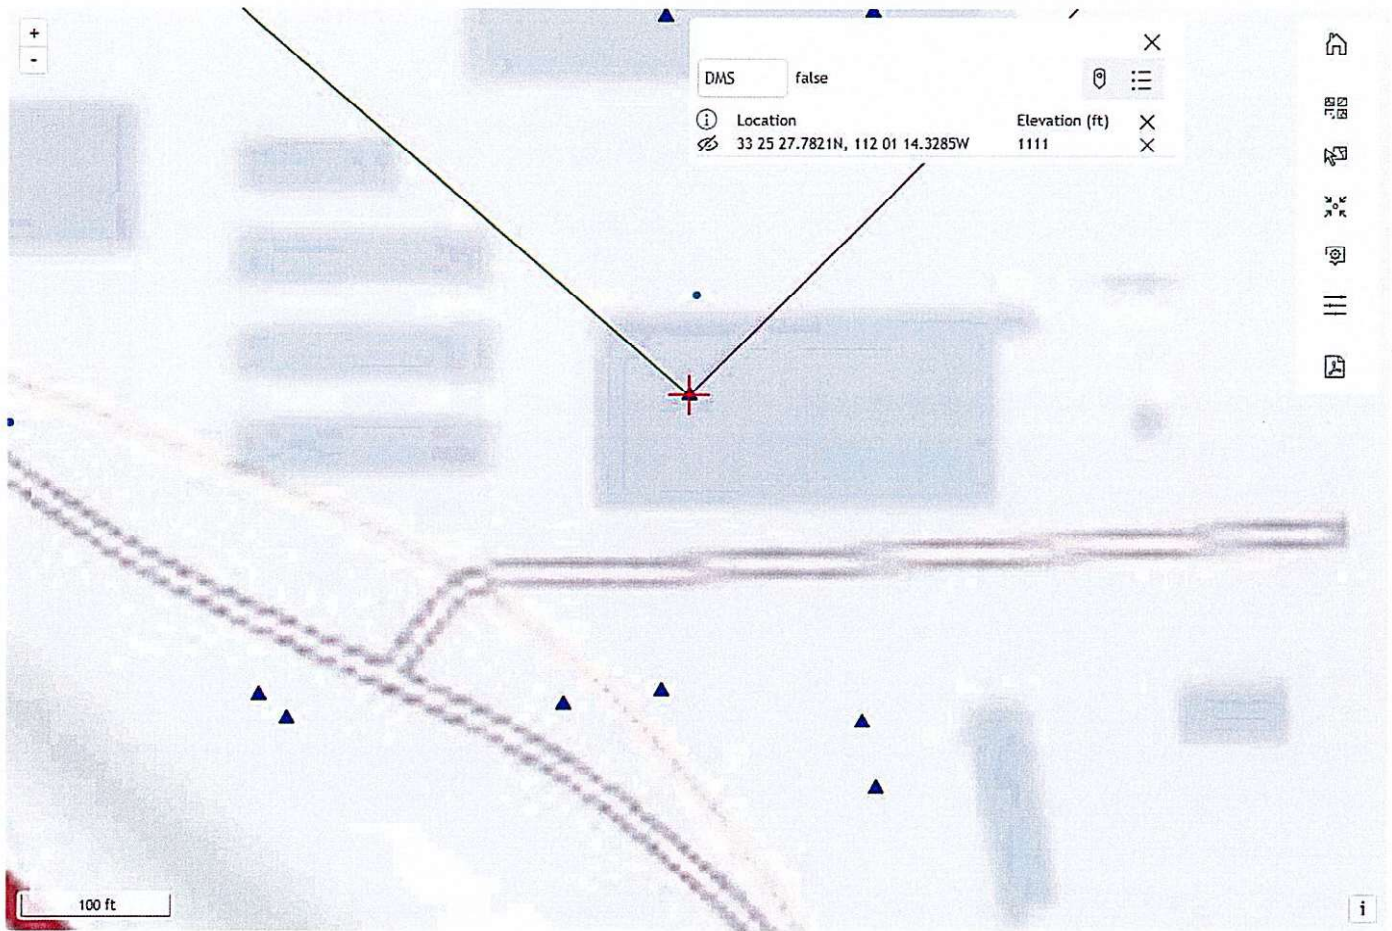 +
-
DMS false
Location Elevation (ft)
33 25 27.7821N, 112 01 14.3285W 1111
100 ft
i